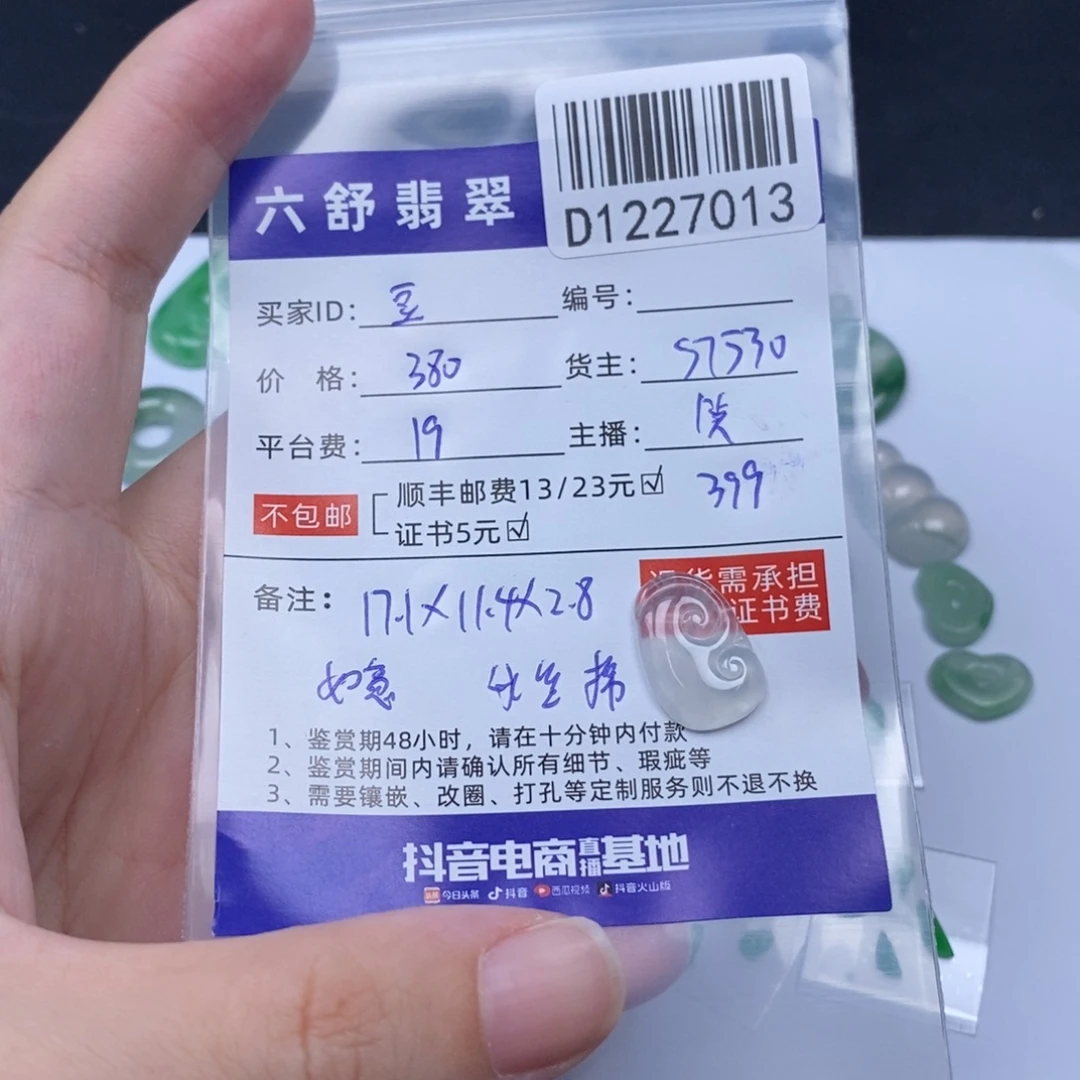 六舒翡翠
D1227013
买家ID: 豆 编号:
价 格: 380 货主: S7530
平台费: 19 主播:
不包邮 顺丰邮费13/23元☑ 399
证书5元☑
备注: 17.1×11.4×2.8
货需承担
证书费
如意
1、鉴赏期48小时，请在十分钟内付款
2、鉴赏期间内请确认所有细节、瑕疵等
3、需要镶嵌、改圈、打孔等定制服务则不退不换
抖音电商直播基地
头条 今日头条 抖音 西瓜视频 抖音火山版